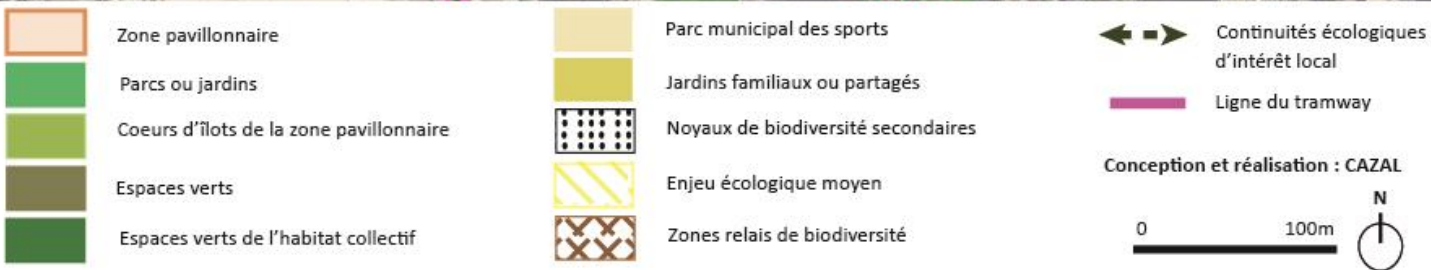 Zone pavillonnaire
Parcs ou jardins
Coeurs d'îlots de la zone pavillonnaire
Espaces verts
Espaces verts de l'habitat collectif
Parc municipal des sports
Jardins familiaux ou partagés
Noyaux de biodiversité secondaires
Enjeu écologique moyen
Zones relais de biodiversité
Continuités écologiques
d'intérêt local
Ligne du tramway
Conception et réalisation : CAZAL
N
0 100m